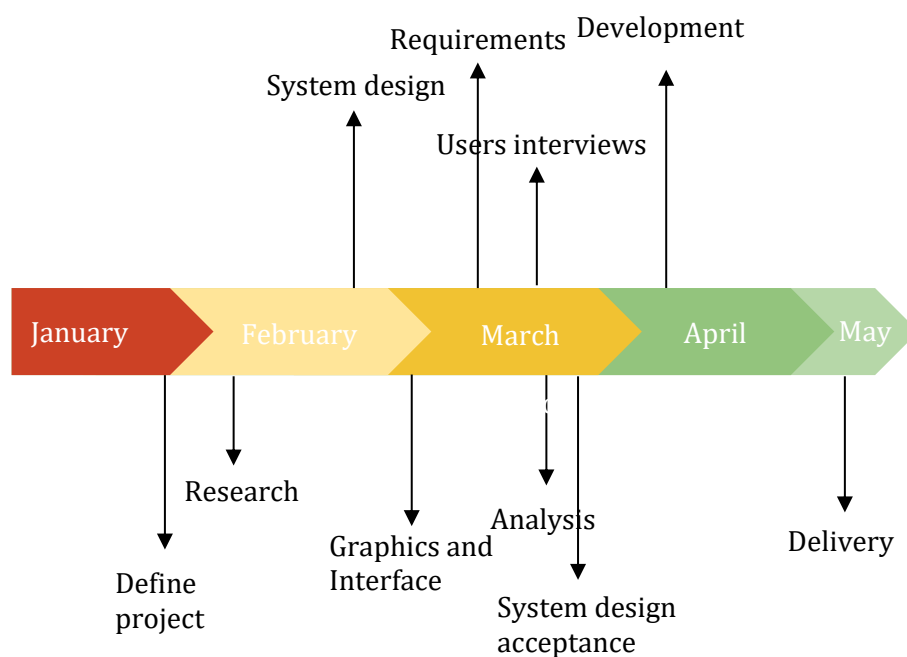 Development
Requirements
System design
Users interviews
January
February
March
April
May
Research
Analysis
Graphics and
Interface
Delivery
Define
project
System design
acceptance